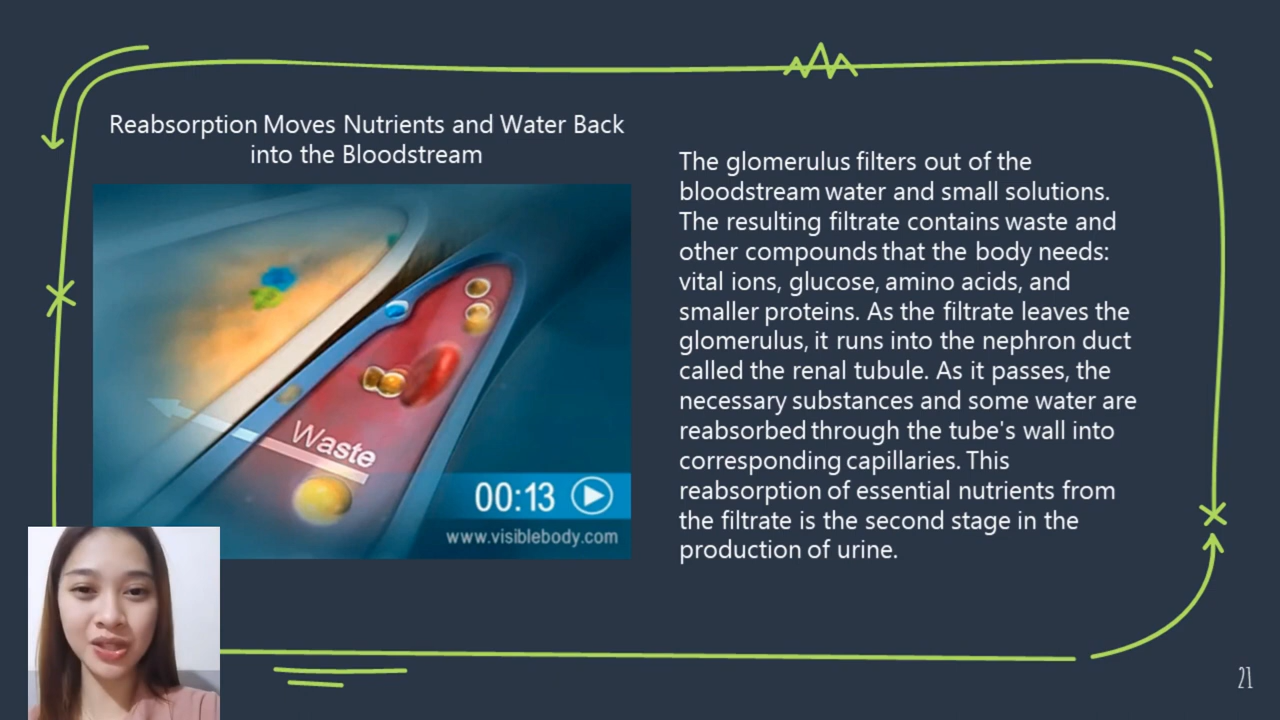 Reabsorption Moves Nutrients and Water Back
into the Bloodstream
Waste
00:13
www.visiblebody.com
The glomerulus filters out of the
bloodstream water and small solutions.
The resulting filtrate contains waste and
other compounds that the body needs:
vital ions, glucose, amino acids, and
smaller proteins. As the filtrate leaves the
glomerulus, it runs into the nephron duct
called the renal tubule. As it passes, the
necessary substances and some water are
reabsorbed through the tube's wall into
corresponding capillaries. This
reabsorption of essential nutrients from
the filtrate is the second stage in the
production of urine.
21